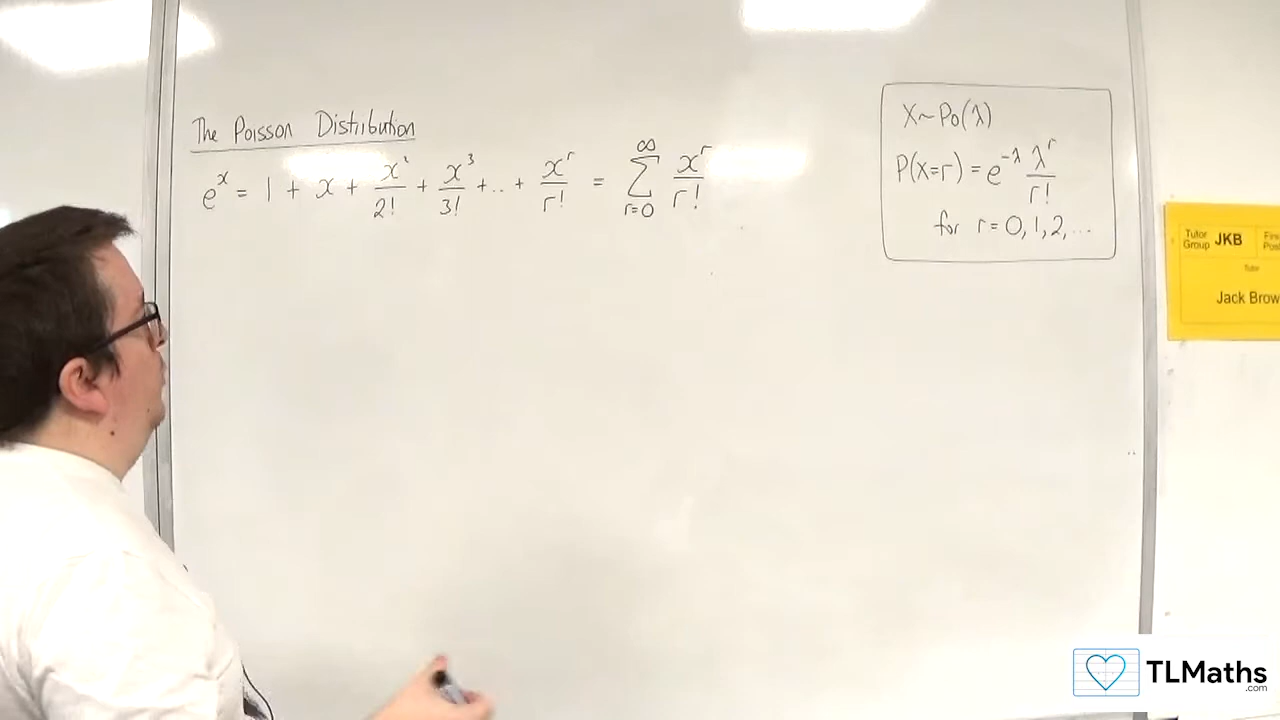 The Poisson Distribution
e^x = 1 + x + x²/2! + x³/3! + .. + x^r/r! = ∑_{r=0}^{∞} x^r/r!
X~Po(λ)
P(X=r) = e^{-λ} λ^r/r!
for r = 0, 1, 2, ...
Tutor Group JKB
Tutor
Jack Brow
TLMaths
.com